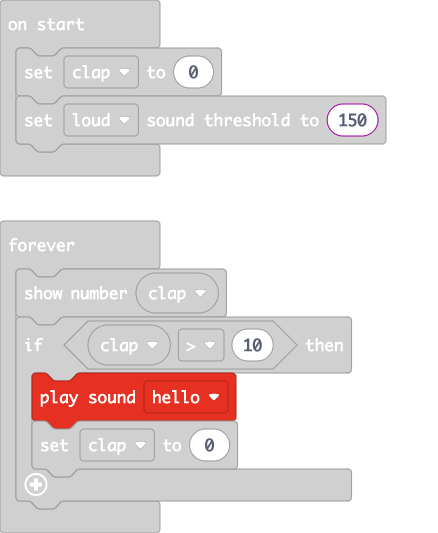 on start
set clap to 0
set loud sound threshold to 150
forever
show number clap
if clap > 10 then
play sound hello
set clap to 0